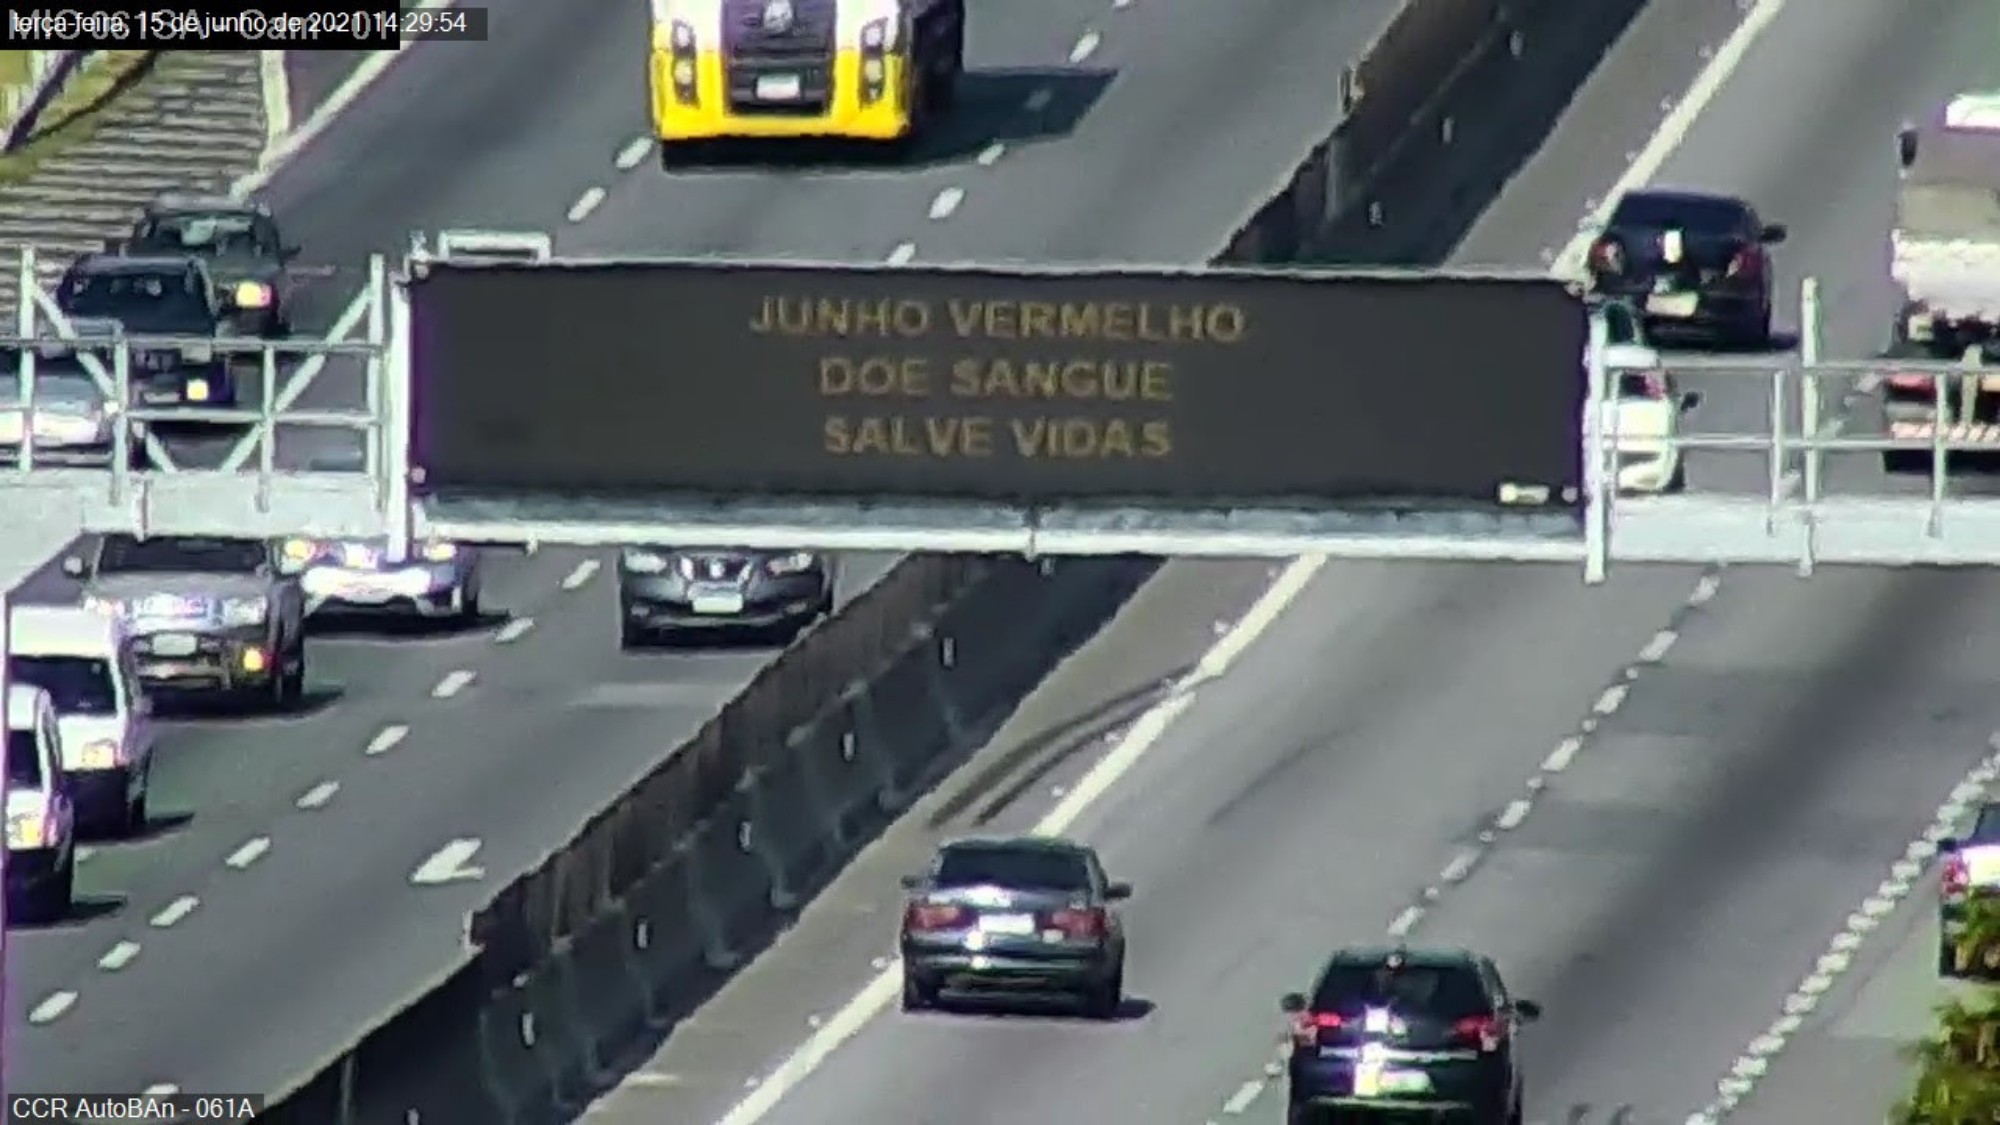 terça-feira, 15 de junho de 2021 14:29:54
JUNHO VERMELHO
DOE SANGUE
SALVE VIDAS
CCR AutoBAn - 061A